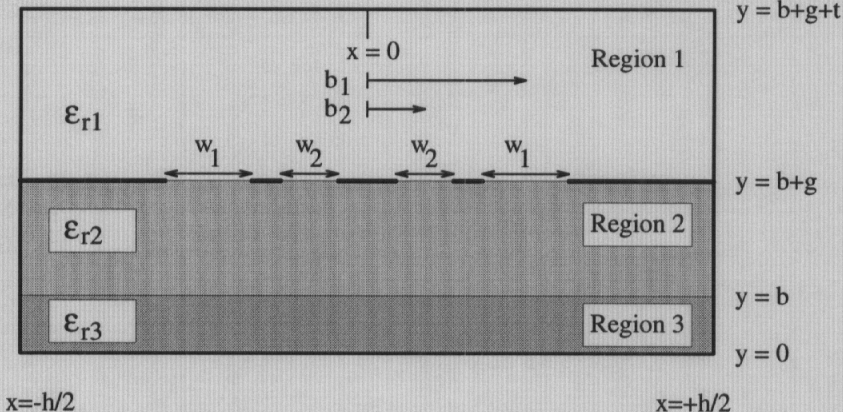 y = b+g+t
x = 0
Region 1
b₁
b₂
εr1
w₁ w₂ w₂ w₁
y = b+g
εr2
Region 2
y = b
εr3
Region 3
y = 0
x=-h/2 x=+h/2